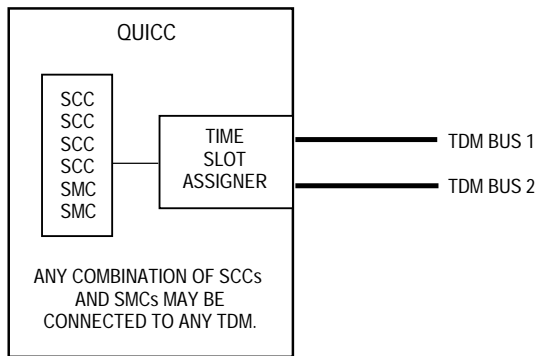 QUICC
SCC
SCC
SCC
SCC
SMC
SMC
TIME
SLOT
ASSIGNER
TDM BUS 1
TDM BUS 2
ANY COMBINATION OF SCCs
AND SMCs MAY BE
CONNECTED TO ANY TDM.